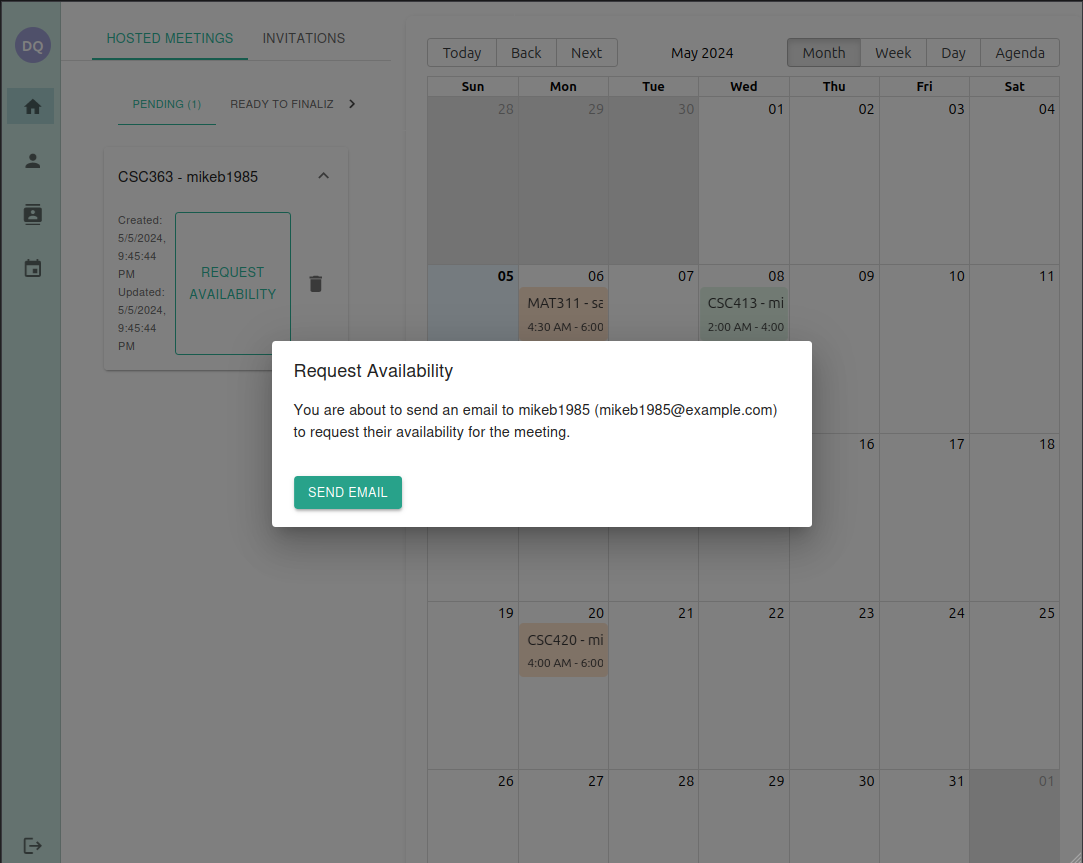 DQ
HOSTED MEETINGS INVITATIONS
PENDING (1) READY TO FINALIZ
CSC363 - mikeb1985
Created:
5/5/2024,
9:45:44
PM
Updated:
5/5/2024,
9:45:44
PM
REQUEST
AVAILABILITY
Today Back Next May 2024 Month Week Day Agenda
Sun Mon Tue Wed Thu Fri Sat
28 29 30 01 02 03 04
05 06 07 08 09 10 11
MAT311 - sa CSC413 - mi
4:30 AM - 6:00 2:00 AM - 4:00
Request Availability
You are about to send an email to mikeb1985 (mikeb1985@example.com)
to request their availability for the meeting.
SEND EMAIL
16 17 18
19 20 21 22 23 24 25
CSC420 - mi
4:00 AM - 6:00
26 27 28 29 30 31 01